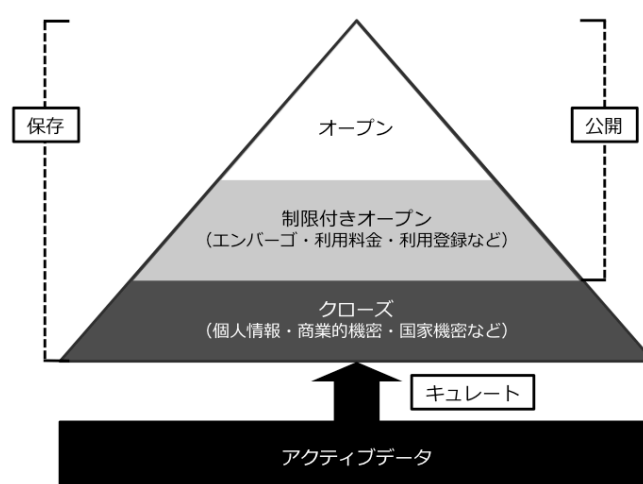 オープン
保存
公開
制限付きオープン
（エンバーゴ・利用料金・利用登録など）
クローズ
（個人情報・商業的機密・国家機密など）
キュレート
アクティブデータ